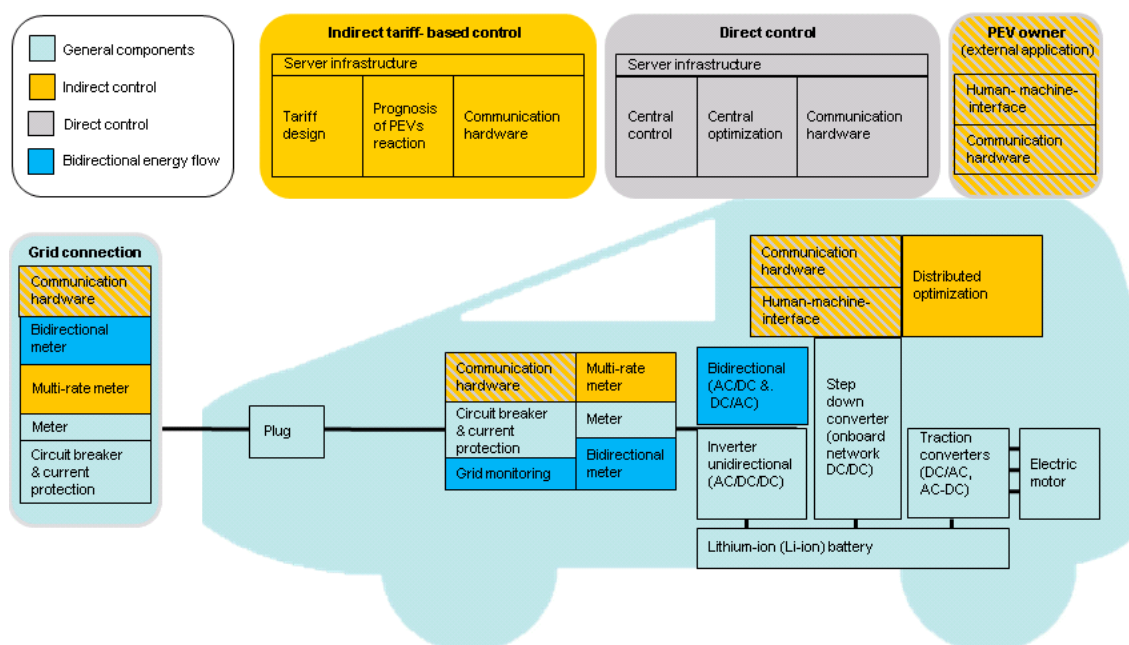 General components
Indirect control
Direct control
Bidirectional energy flow
Indirect tariff- based control
Server infrastructure
Tariff
design
Prognosis
of PEVs
reaction
Communication
hardware
Direct control
Server infrastructure
Central
control
Central
optimization
Communication
hardware
PEV owner
(external application)
Human- machine-
interface
Communication
hardware
Grid connection
Communication
hardware
Bidirectional
meter
Multi-rate meter
Meter
Circuit breaker
& current
protection
Plug
Communication
hardware
Circuit breaker
& current
protection
Grid monitoring
Multi-rate
meter
Meter
Bidirectional
meter
Communication
hardware
Human-machine-
interface
Distributed
optimization
Bidirectional
(AC/DC &.
DC/AC)
Inverter
unidirectional
(AC/DC/DC)
Step
down
converter
(onboard
network
DC/DC)
Traction
converters
(DC/AC,
AC-DC)
Electric
motor
Lithium-ion (Li-ion) battery